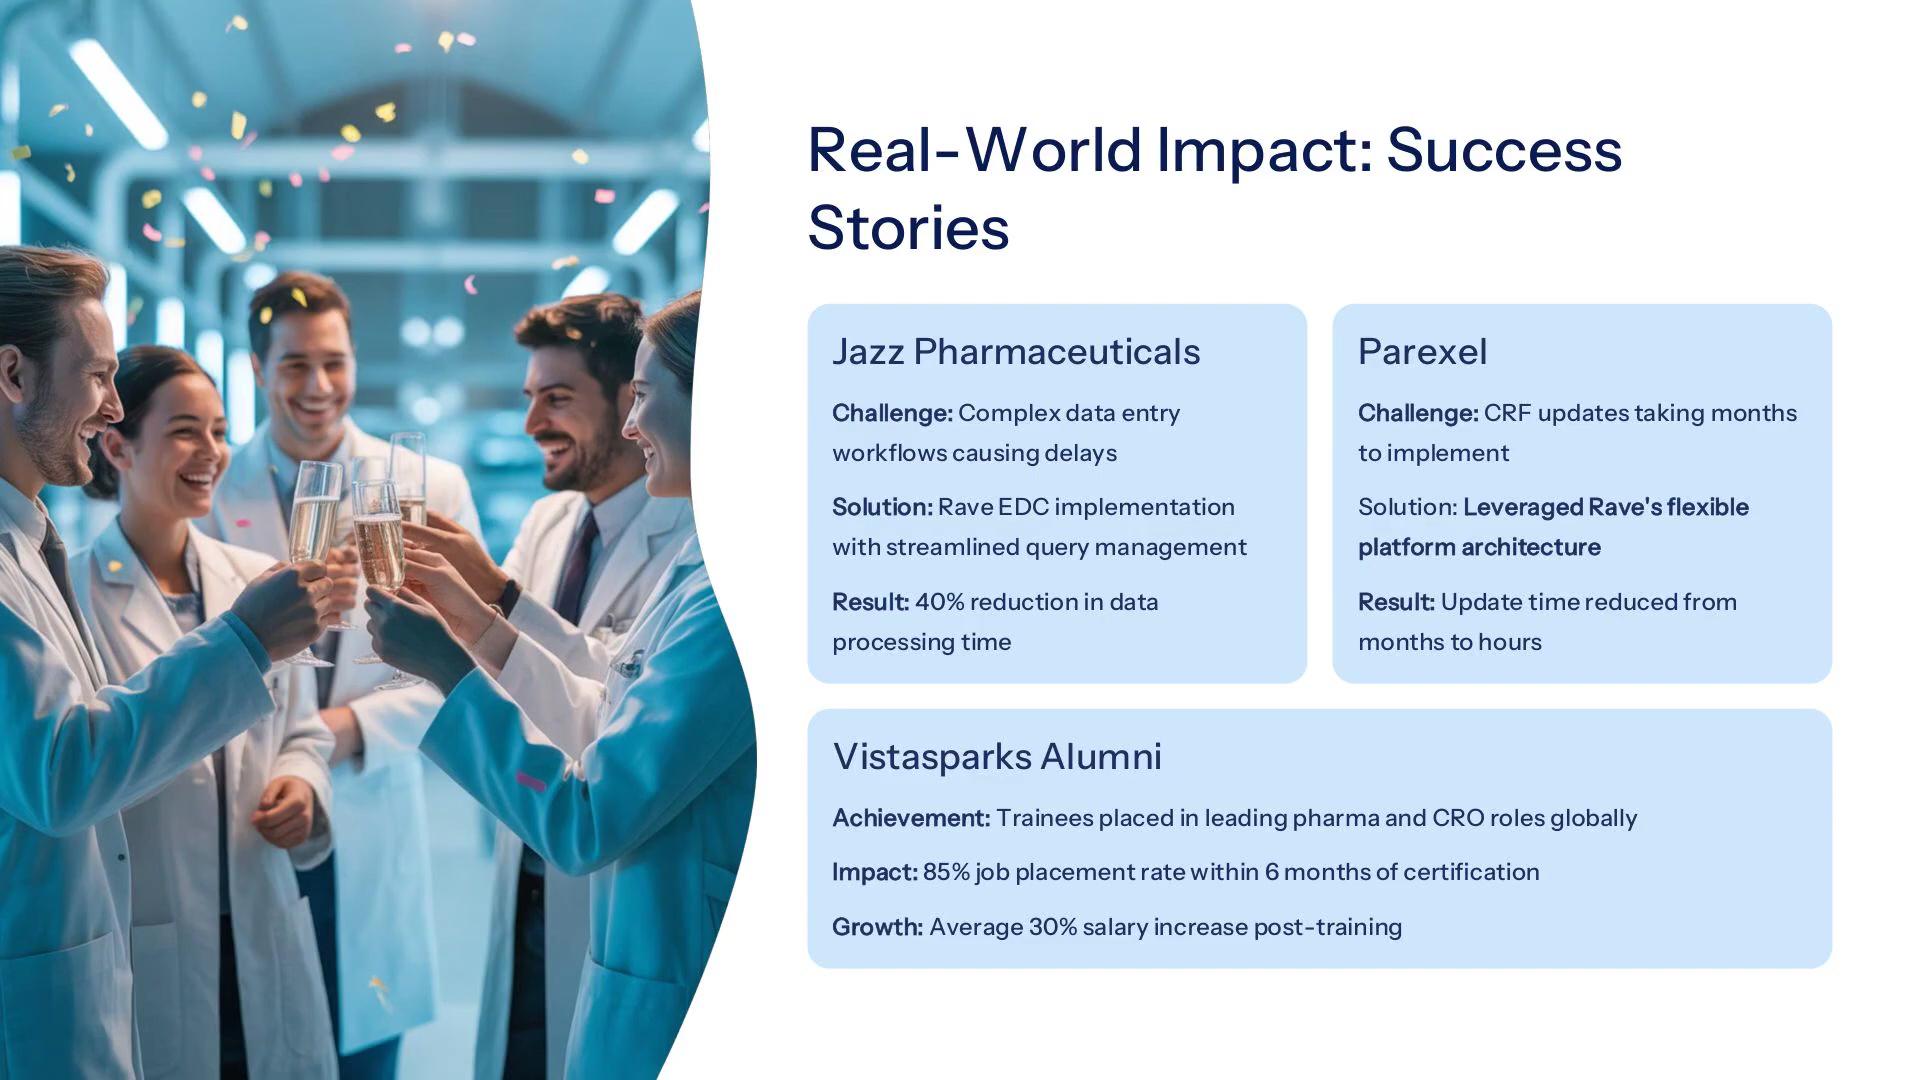 Real-World Impact: Success
Stories
Jazz Pharmaceuticals
Challenge: Complex data entry
workflows causing delays
Solution: Rave EDC implementation
with streamlined query management
Result: 40% reduction in data
processing time
Parexel
Challenge: CRF updates taking months
to implement
Solution: Leveraged Rave's flexible
platform architecture
Result: Update time reduced from
months to hours
Vistasparks Alumni
Achievement: Trainees placed in leading pharma and CRO roles globally
Impact: 85% job placement rate within 6 months of certification
Growth: Average 30% salary increase post-training